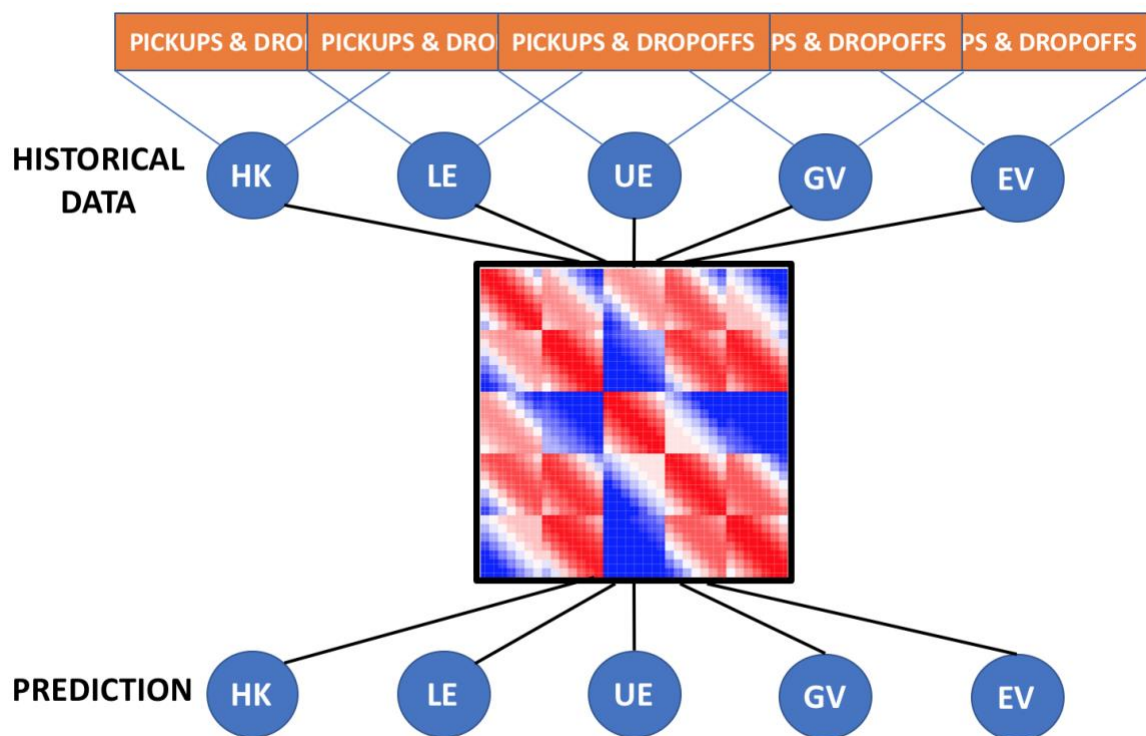 PICKUPS & DRO PICKUPS & DRO PICKUPS & DROPOFFS PS & DROPOFFS PS & DROPOFFS
HISTORICAL
DATA
HK LE UE GV EV
PREDICTION HK LE UE GV EV